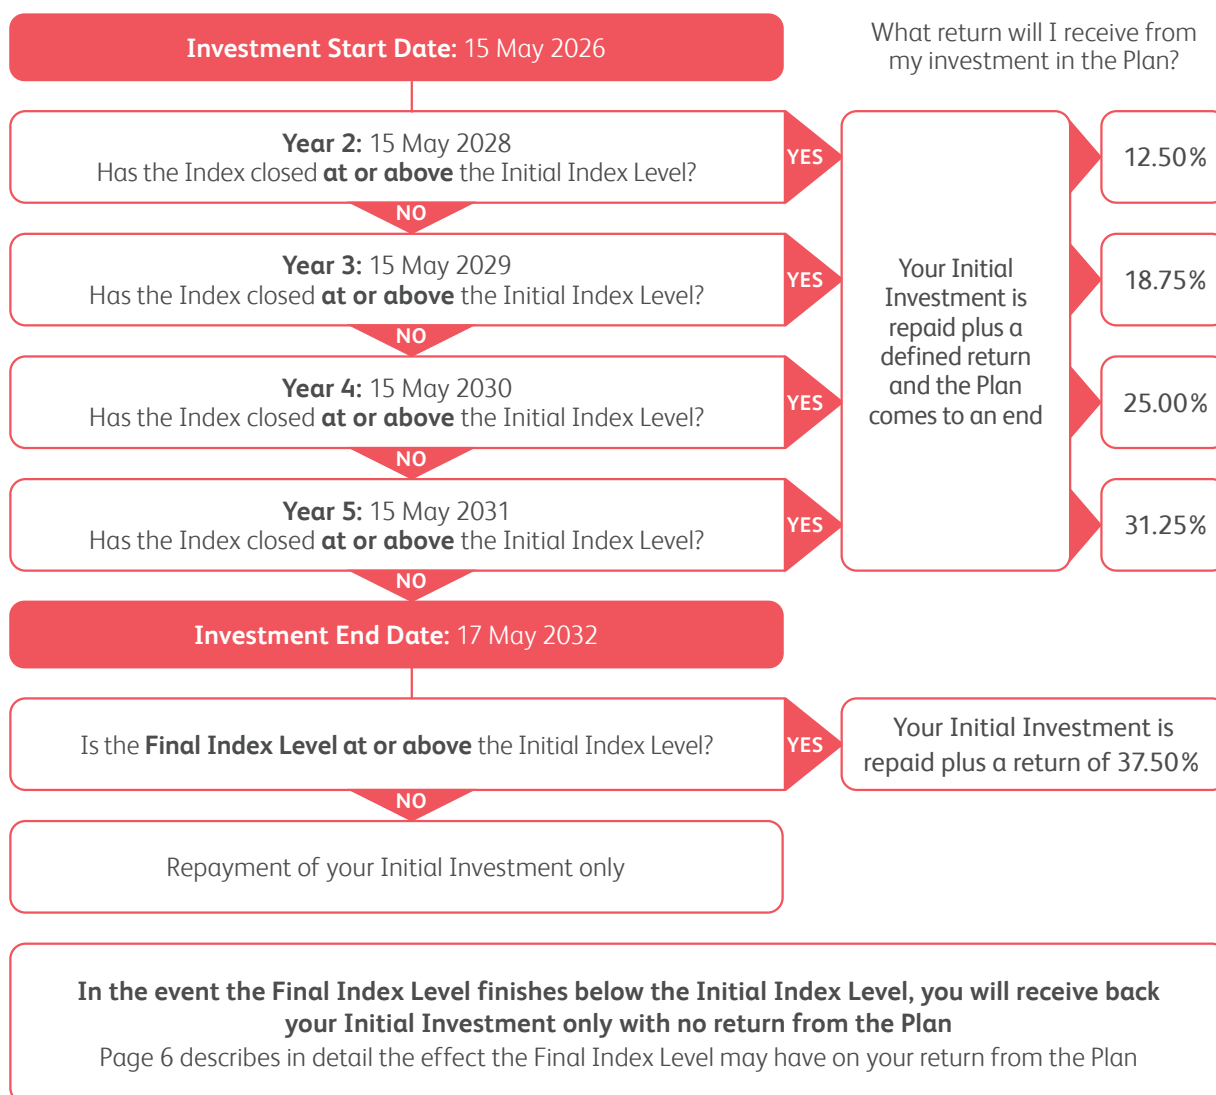 Investment Start Date: 15 May 2026
What return will I receive from
my investment in the Plan?
Year 2: 15 May 2028
Has the Index closed at or above the Initial Index Level?
YES
12.50%
NO
Year 3: 15 May 2029
Has the Index closed at or above the Initial Index Level?
YES
18.75%
NO
Year 4: 15 May 2030
Has the Index closed at or above the Initial Index Level?
YES
25.00%
NO
Year 5: 15 May 2031
Has the Index closed at or above the Initial Index Level?
YES
31.25%
NO
Your Initial
Investment is
repaid plus a
defined return
and the Plan
comes to an end
Investment End Date: 17 May 2032
Is the Final Index Level at or above the Initial Index Level?
YES
Your Initial Investment is
repaid plus a return of 37.50%
NO
Repayment of your Initial Investment only
In the event the Final Index Level finishes below the Initial Index Level, you will receive back
your Initial Investment only with no return from the Plan
Page 6 describes in detail the effect the Final Index Level may have on your return from the Plan